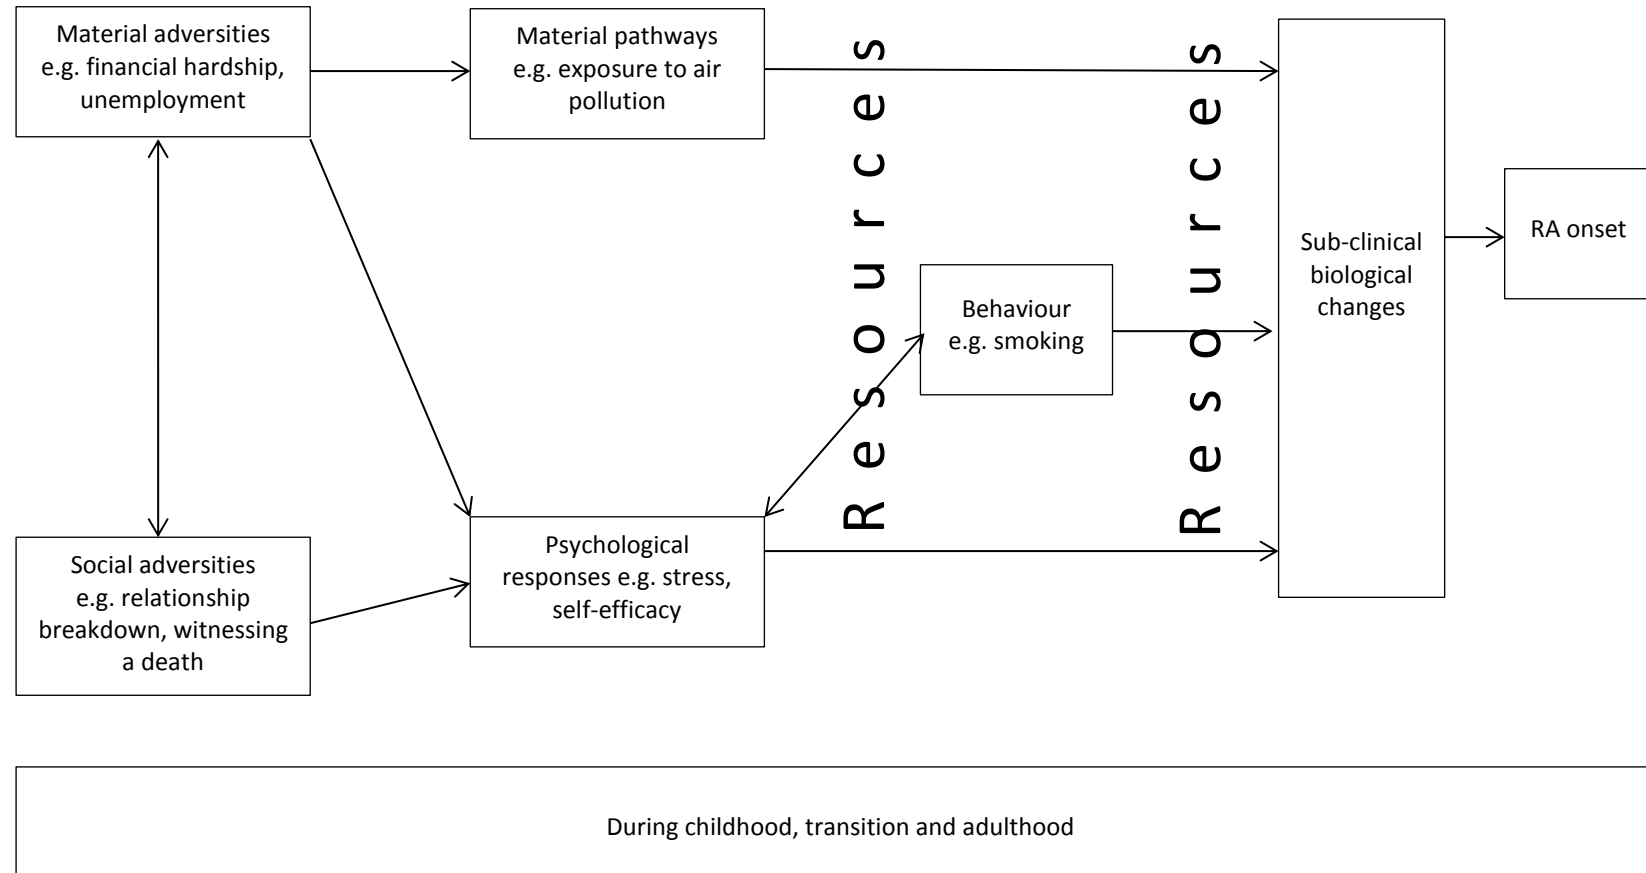 Material adversities
e.g. financial hardship,
unemployment
Material pathways
e.g. exposure to air
pollution
Resources
Resources
Sub-clinical
biological
changes
RA onset
Behaviour
e.g. smoking
Social adversities
e.g. relationship
breakdown, witnessing
a death
Psychological
responses e.g. stress,
self-efficacy
During childhood, transition and adulthood